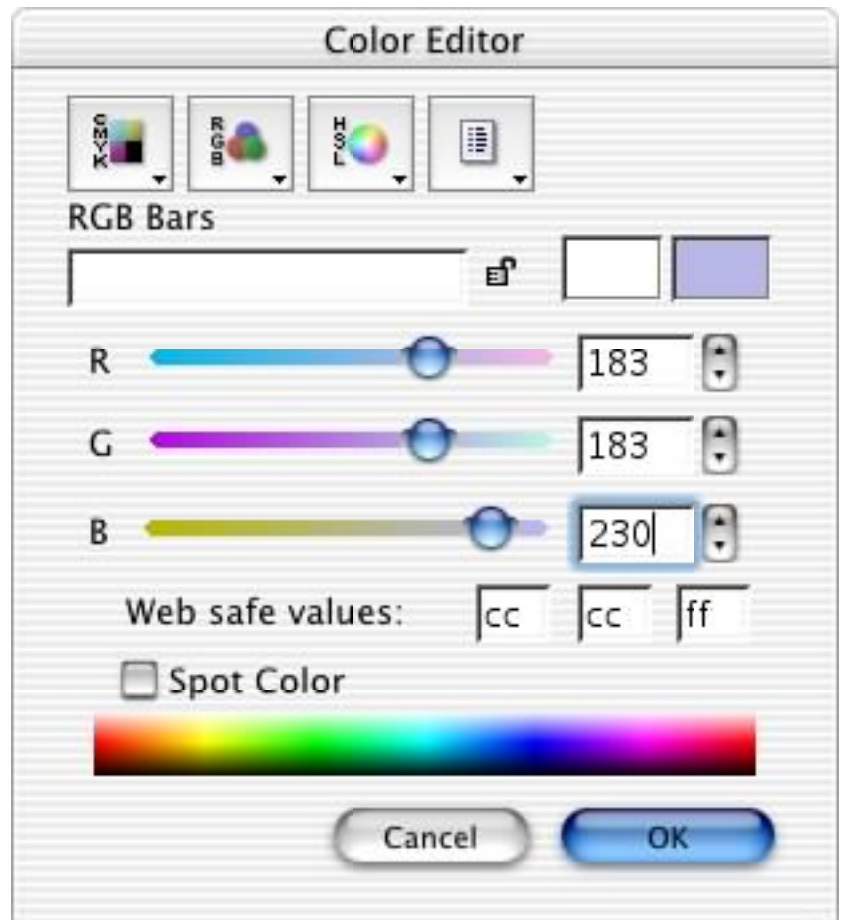 Color Editor
CMYK RGB HSL
RGB Bars
R 183
G 183
B 230
Web safe values: cc cc ff
Spot Color
Cancel OK